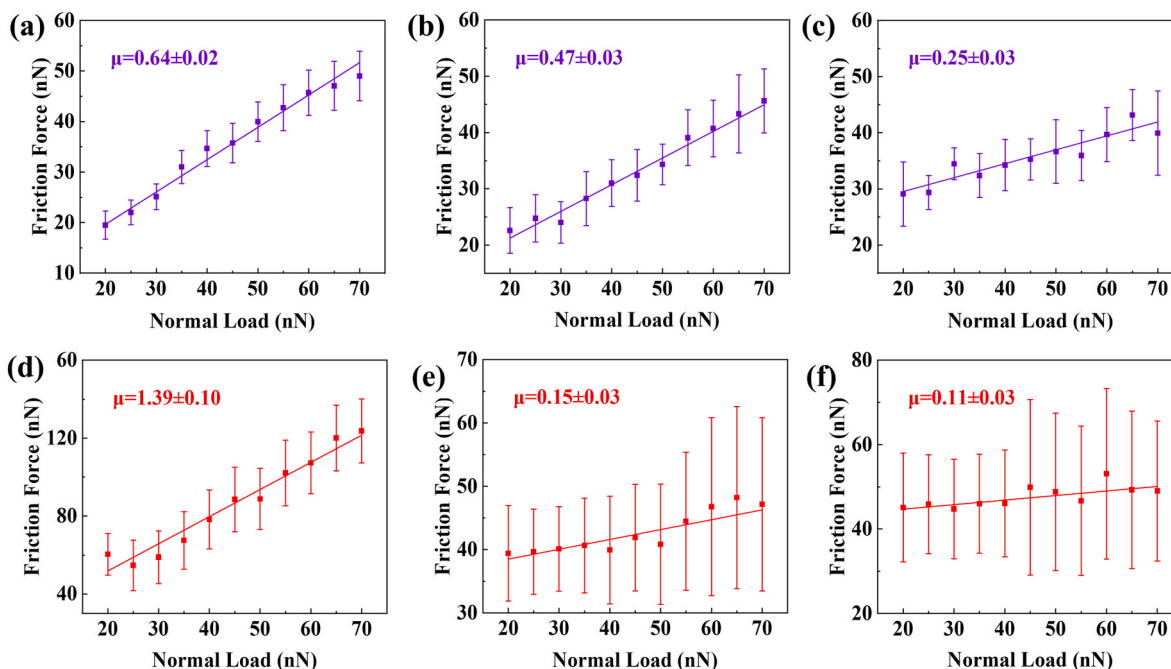 (a)
μ=0.64±0.02
60
50
40
30
20
10
Friction Force (nN)
20 30 40 50 60 70
Normal Load (nN)
(b)
μ=0.47±0.03
60
50
40
30
20
Friction Force (nN)
20 30 40 50 60 70
Normal Load (nN)
(c)
μ=0.25±0.03
60
50
40
30
20
Friction Force (nN)
20 30 40 50 60 70
Normal Load (nN)
(d)
μ=1.39±0.10
60
120
80
40
Friction Force (nN)
20 30 40 50 60 70
Normal Load (nN)
(e)
μ=0.15±0.03
70
60
50
40
30
Friction Force (nN)
20 30 40 50 60 70
Normal Load (nN)
(f)
μ=0.11±0.03
80
60
40
20
Friction Force (nN)
20 30 40 50 60 70
Normal Load (nN)